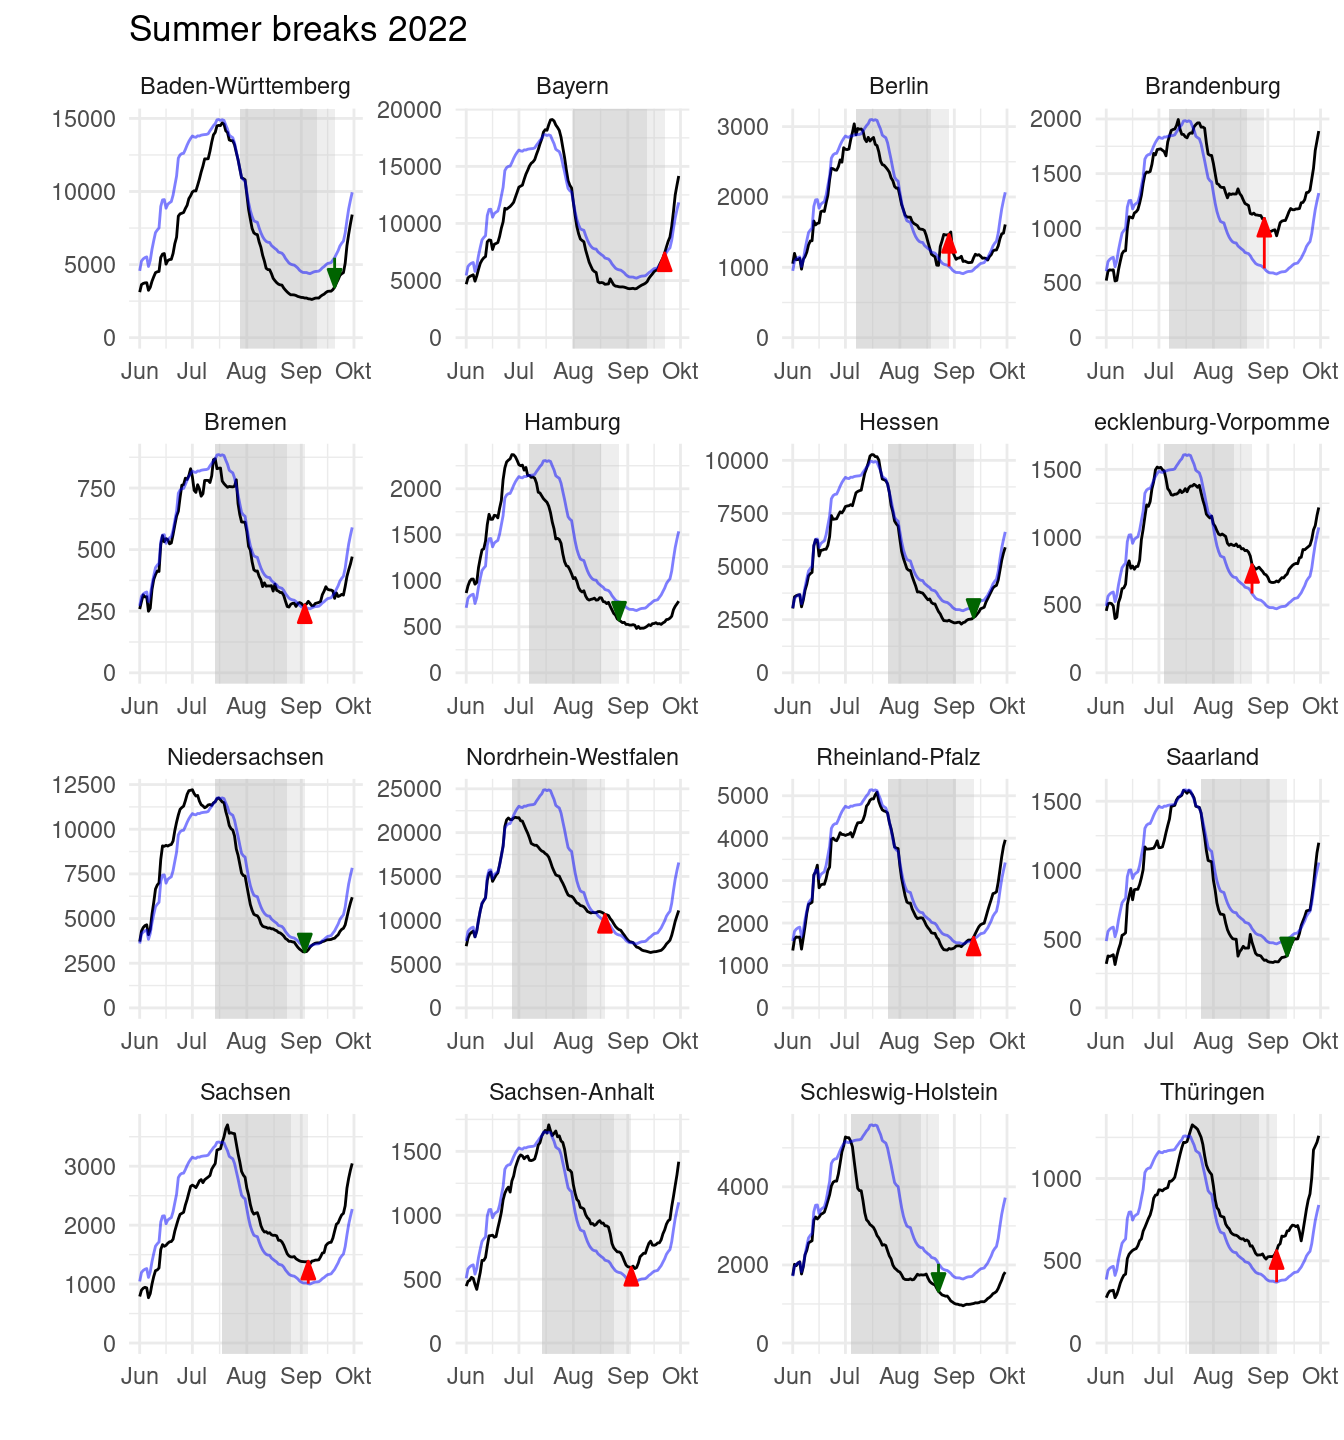 Summer breaks 2022
Baden-Württemberg Bayern Berlin Brandenburg
15000 20000 3000 2000
10000 15000 2000 1500
5000 10000 1000 1000
0 5000 0 500
0 0
Jun Jul Aug Sep Okt Jun Jul Aug Sep Okt Jun Jul Aug Sep Okt Jun Jul Aug Sep Okt
Bremen Hamburg Hessen ecklenburg-Vorpomme
750 2000 10000 1500
500 1500 7500 1000
250 1000 5000 500
0 500 2500 0
0 0
Jun Jul Aug Sep Okt Jun Jul Aug Sep Okt Jun Jul Aug Sep Okt Jun Jul Aug Sep Okt
Niedersachsen Nordrhein-Westfalen Rheinland-Pfalz Saarland
12500 25000 5000 1500
10000 20000 4000 1000
7500 15000 3000 500
5000 10000 2000 0
2500 5000 1000
0 0 0
Jun Jul Aug Sep Okt Jun Jul Aug Sep Okt Jun Jul Aug Sep Okt Jun Jul Aug Sep Okt
Sachsen Sachsen-Anhalt Schleswig-Holstein Thüringen
3000 1500 4000 1000
2000 1000 2000 500
1000 500 0 0
0 0
Jun Jul Aug Sep Okt Jun Jul Aug Sep Okt Jun Jul Aug Sep Okt Jun Jul Aug Sep Okt